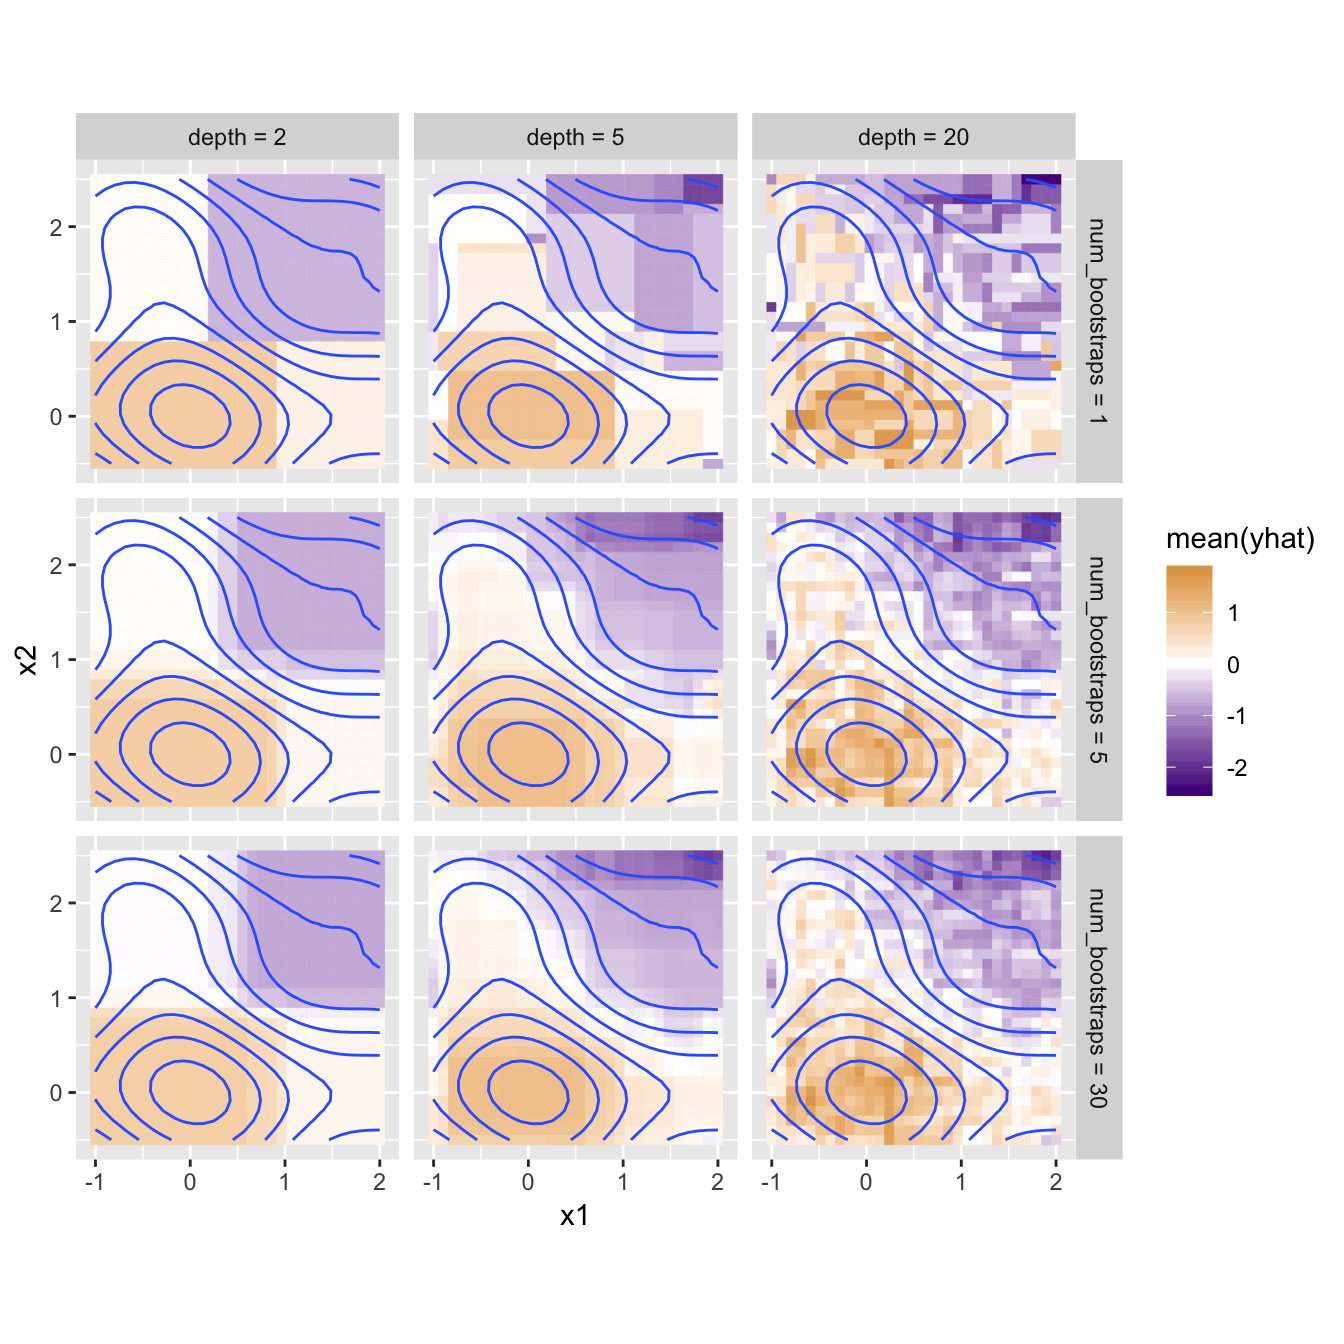 depth = 2
depth = 5
depth = 20
num_bootstraps = 1
num_bootstraps = 5
num_bootstraps = 30
2
1
0
2
1
0
2
1
0
x2
-1 0 1 2
-1 0 1 2
-1 0 1 2
x1
mean(yhat)
1
0
-1
-2